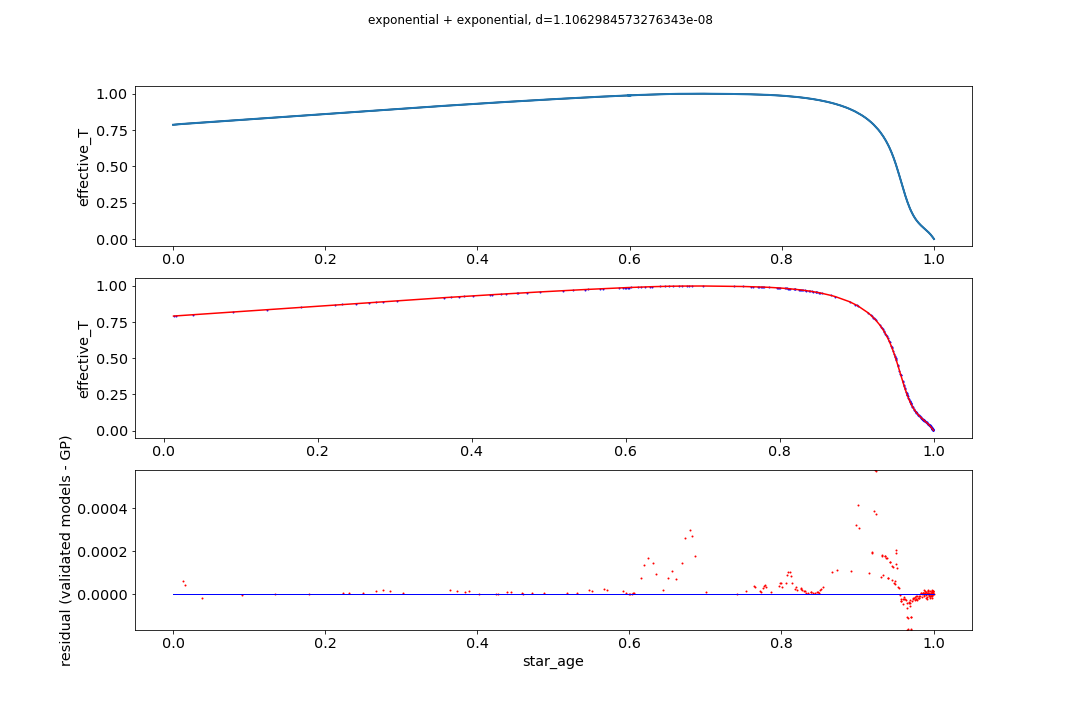 exponential + exponential, d=1.1062984573276343e-08
effective_T
1.00
0.75
0.50
0.25
0.00
0.0 0.2 0.4 0.6 0.8 1.0
effective_T
1.00
0.75
0.50
0.25
0.00
0.0 0.2 0.4 0.6 0.8 1.0
residual (validated models - GP)
0.0004
0.0002
0.0000
0.0 0.2 0.4 0.6 0.8 1.0
star_age